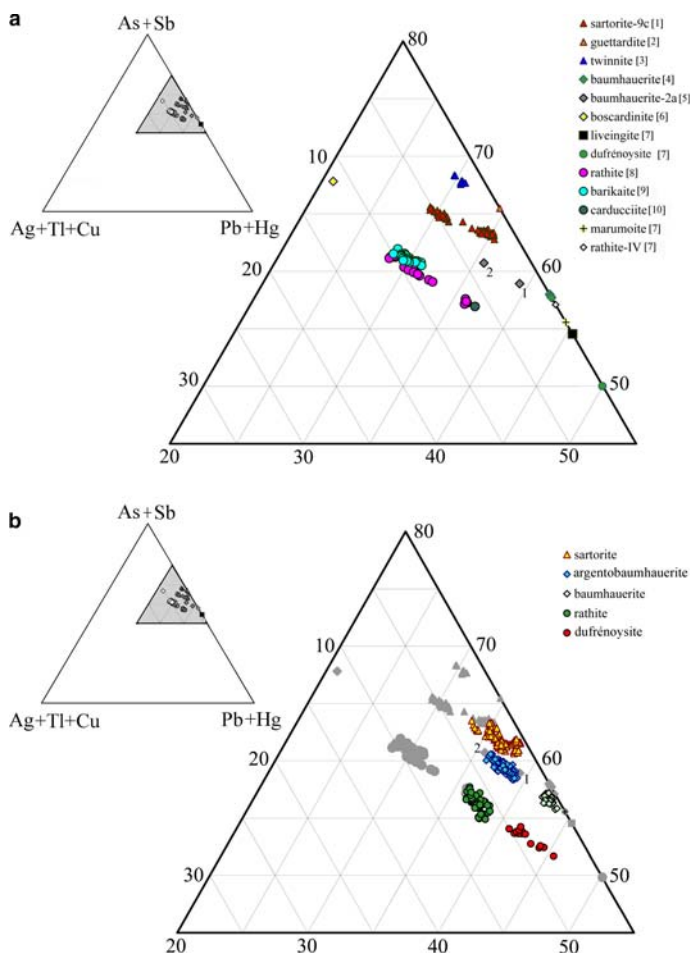 a
As+Sb
Ag+Tl+Cu
Pb+Hg
80
70
60
50
10
20
30
20
30
40
50
2
1
sartorite-9c [1]
guettardite [2]
twinnite [3]
baumhauerite [4]
baumhauerite-2a [5]
boscardinite [6]
liveingite [7]
dufrénoysite [7]
rathite [8]
barikaite [9]
carducciite [10]
marumoite [7]
rathite-IV [7]
b
As+Sb
Ag+Tl+Cu
Pb+Hg
80
70
60
50
10
20
30
20
30
40
50
2
1
sartorite
argentobaumhauerite
baumhauerite
rathite
dufrénoysite